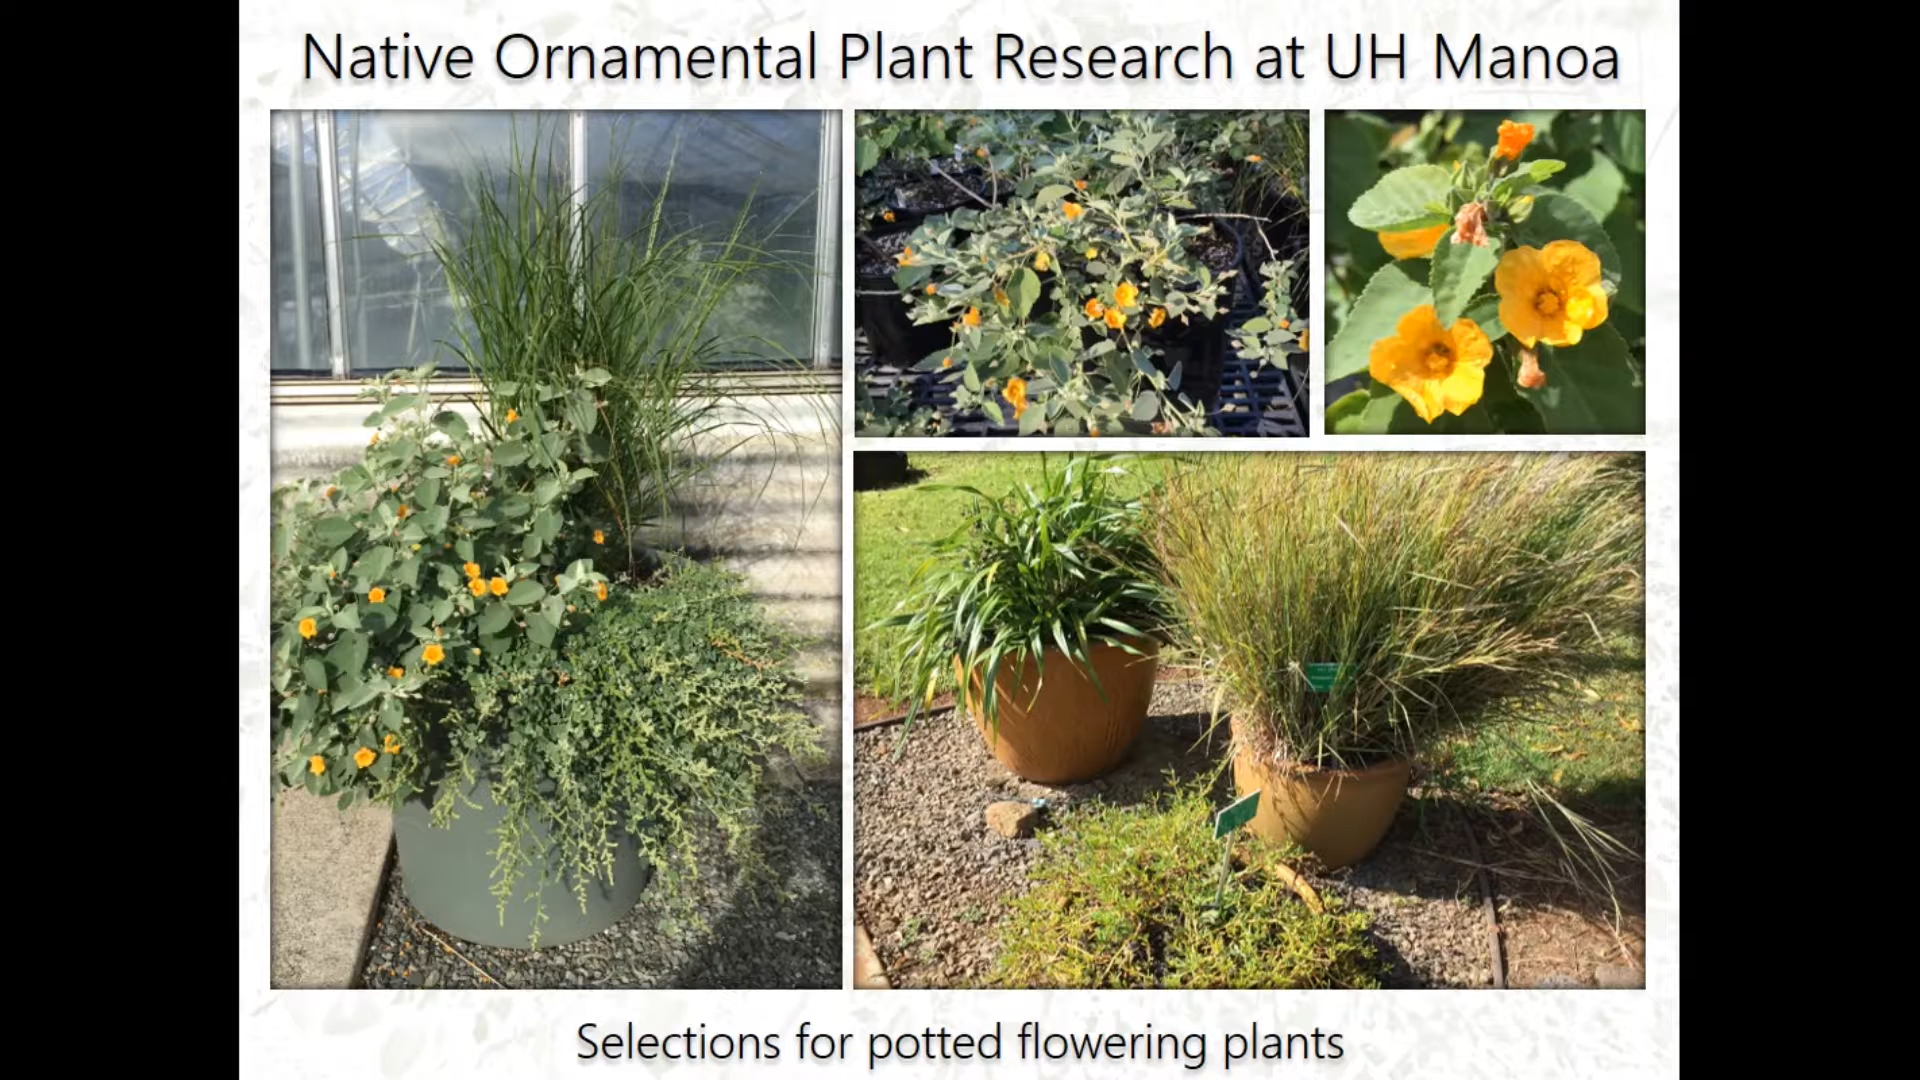 Native Ornamental Plant Research at UH Manoa
Selections for potted flowering plants